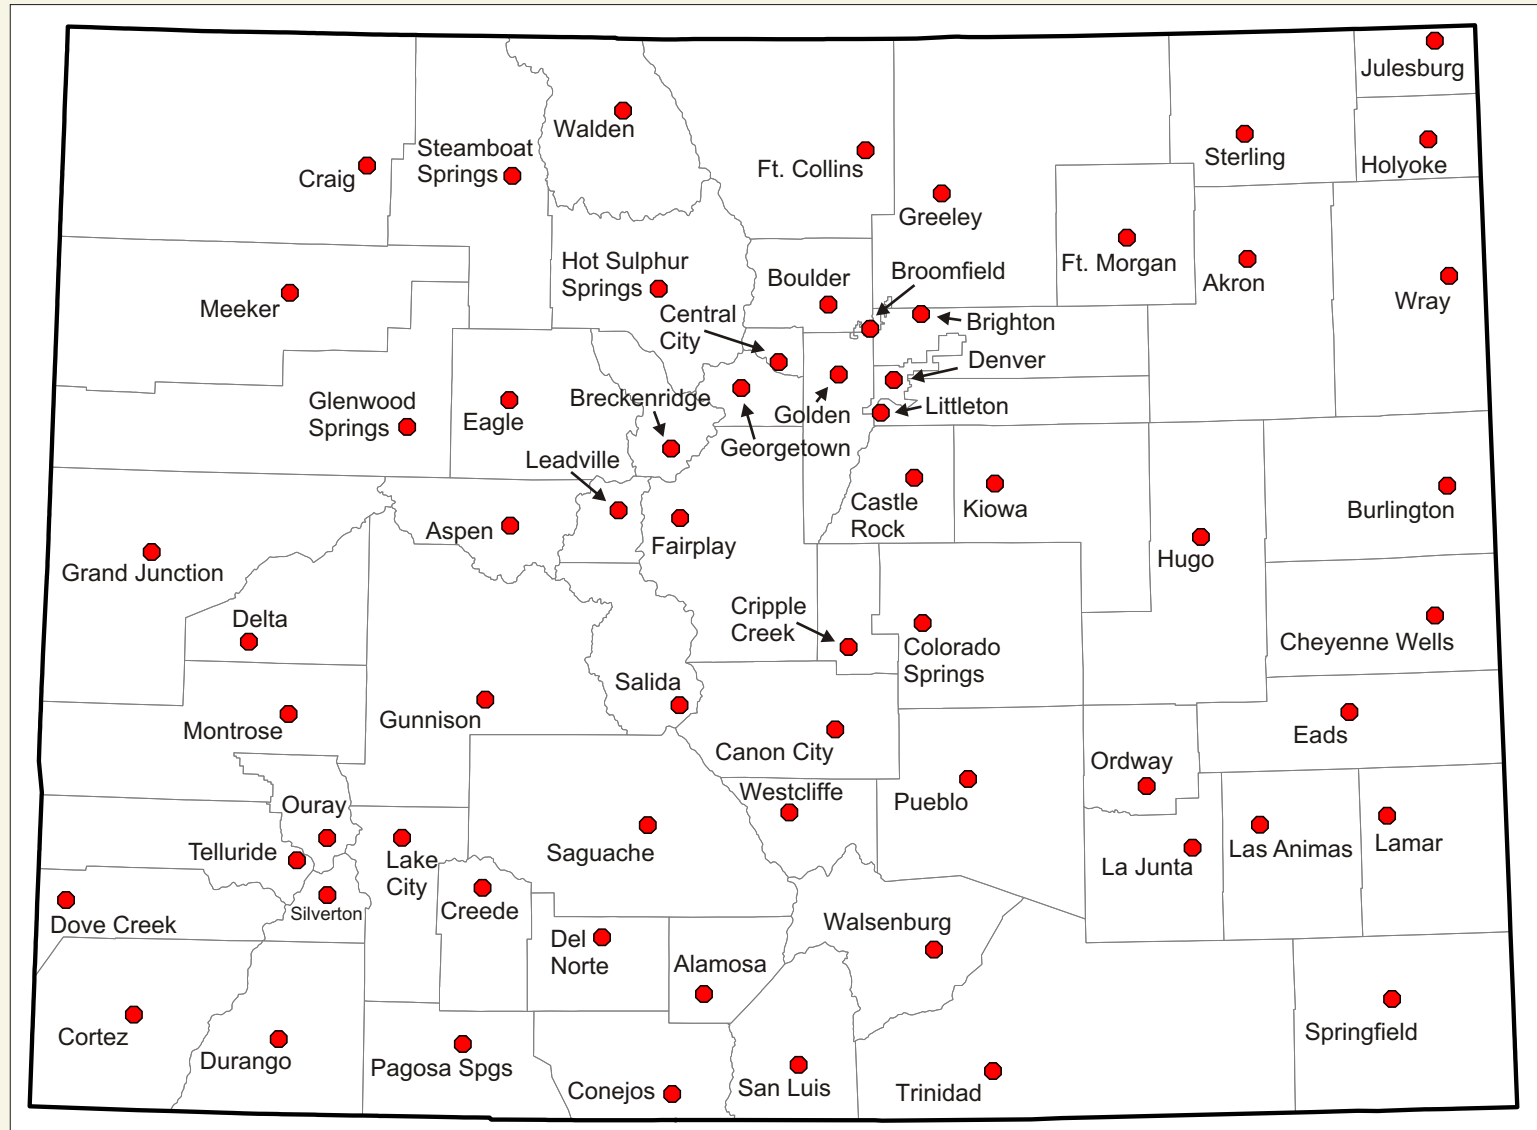 Julesburg
Walden
Steamboat
Springs
Sterling
Holyoke
Craig
Ft. Collins
Greeley
Hot Sulphur
Springs
Boulder
Broomfield
Ft. Morgan
Akron
Wray
Meeker
Central
City
Brighton
Denver
Glenwood
Springs
Eagle
Breckenridge
Golden
Littleton
Georgetown
Leadville
Castle
Rock
Kiowa
Burlington
Aspen
Fairplay
Hugo
Grand Junction
Delta
Cripple
Creek
Colorado
Springs
Cheyenne Wells
Salida
Montrose
Gunnison
Canon City
Eads
Ordway
Westcliffe
Pueblo
Ouray
Telluride
Lake
City
Saguache
La Junta
Las Animas
Lamar
Dove Creek
Silverton
Creede
Del
Norte
Walsenburg
Alamosa
Cortez
Durango
Pagosa Spgs
Conejos
San Luis
Trinidad
Springfield